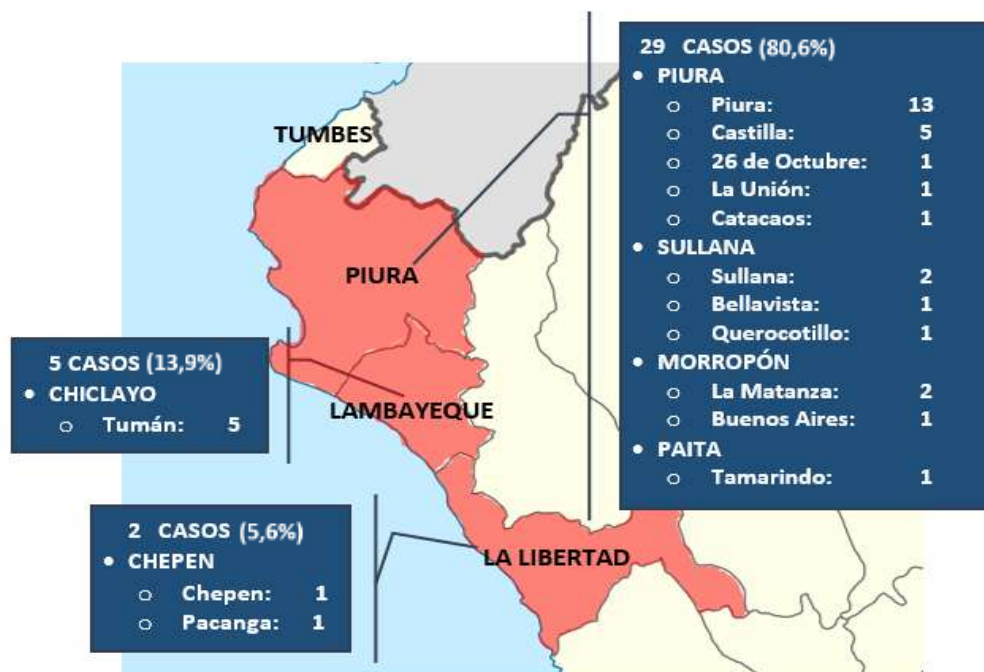 29 CASOS (80,6%)
• PIURA
o Piura: 13
o Castilla: 5
o 26 de Octubre: 1
o La Unión: 1
o Catacaos: 1
• SULLANA
o Sullana: 2
o Bellavista: 1
o Querocotillo: 1
• MORROPÓN
o La Matanza: 2
o Buenos Aires: 1
• PAITA
o Tamarindo: 1
TUMBES
PIURA
LAMBAYEQUE
LA LIBERTAD
5 CASOS (13,9%)
• CHICLAYO
o Tumán: 5
2 CASOS (5,6%)
• CHEPEN
o Chepen: 1
o Pacanga: 1